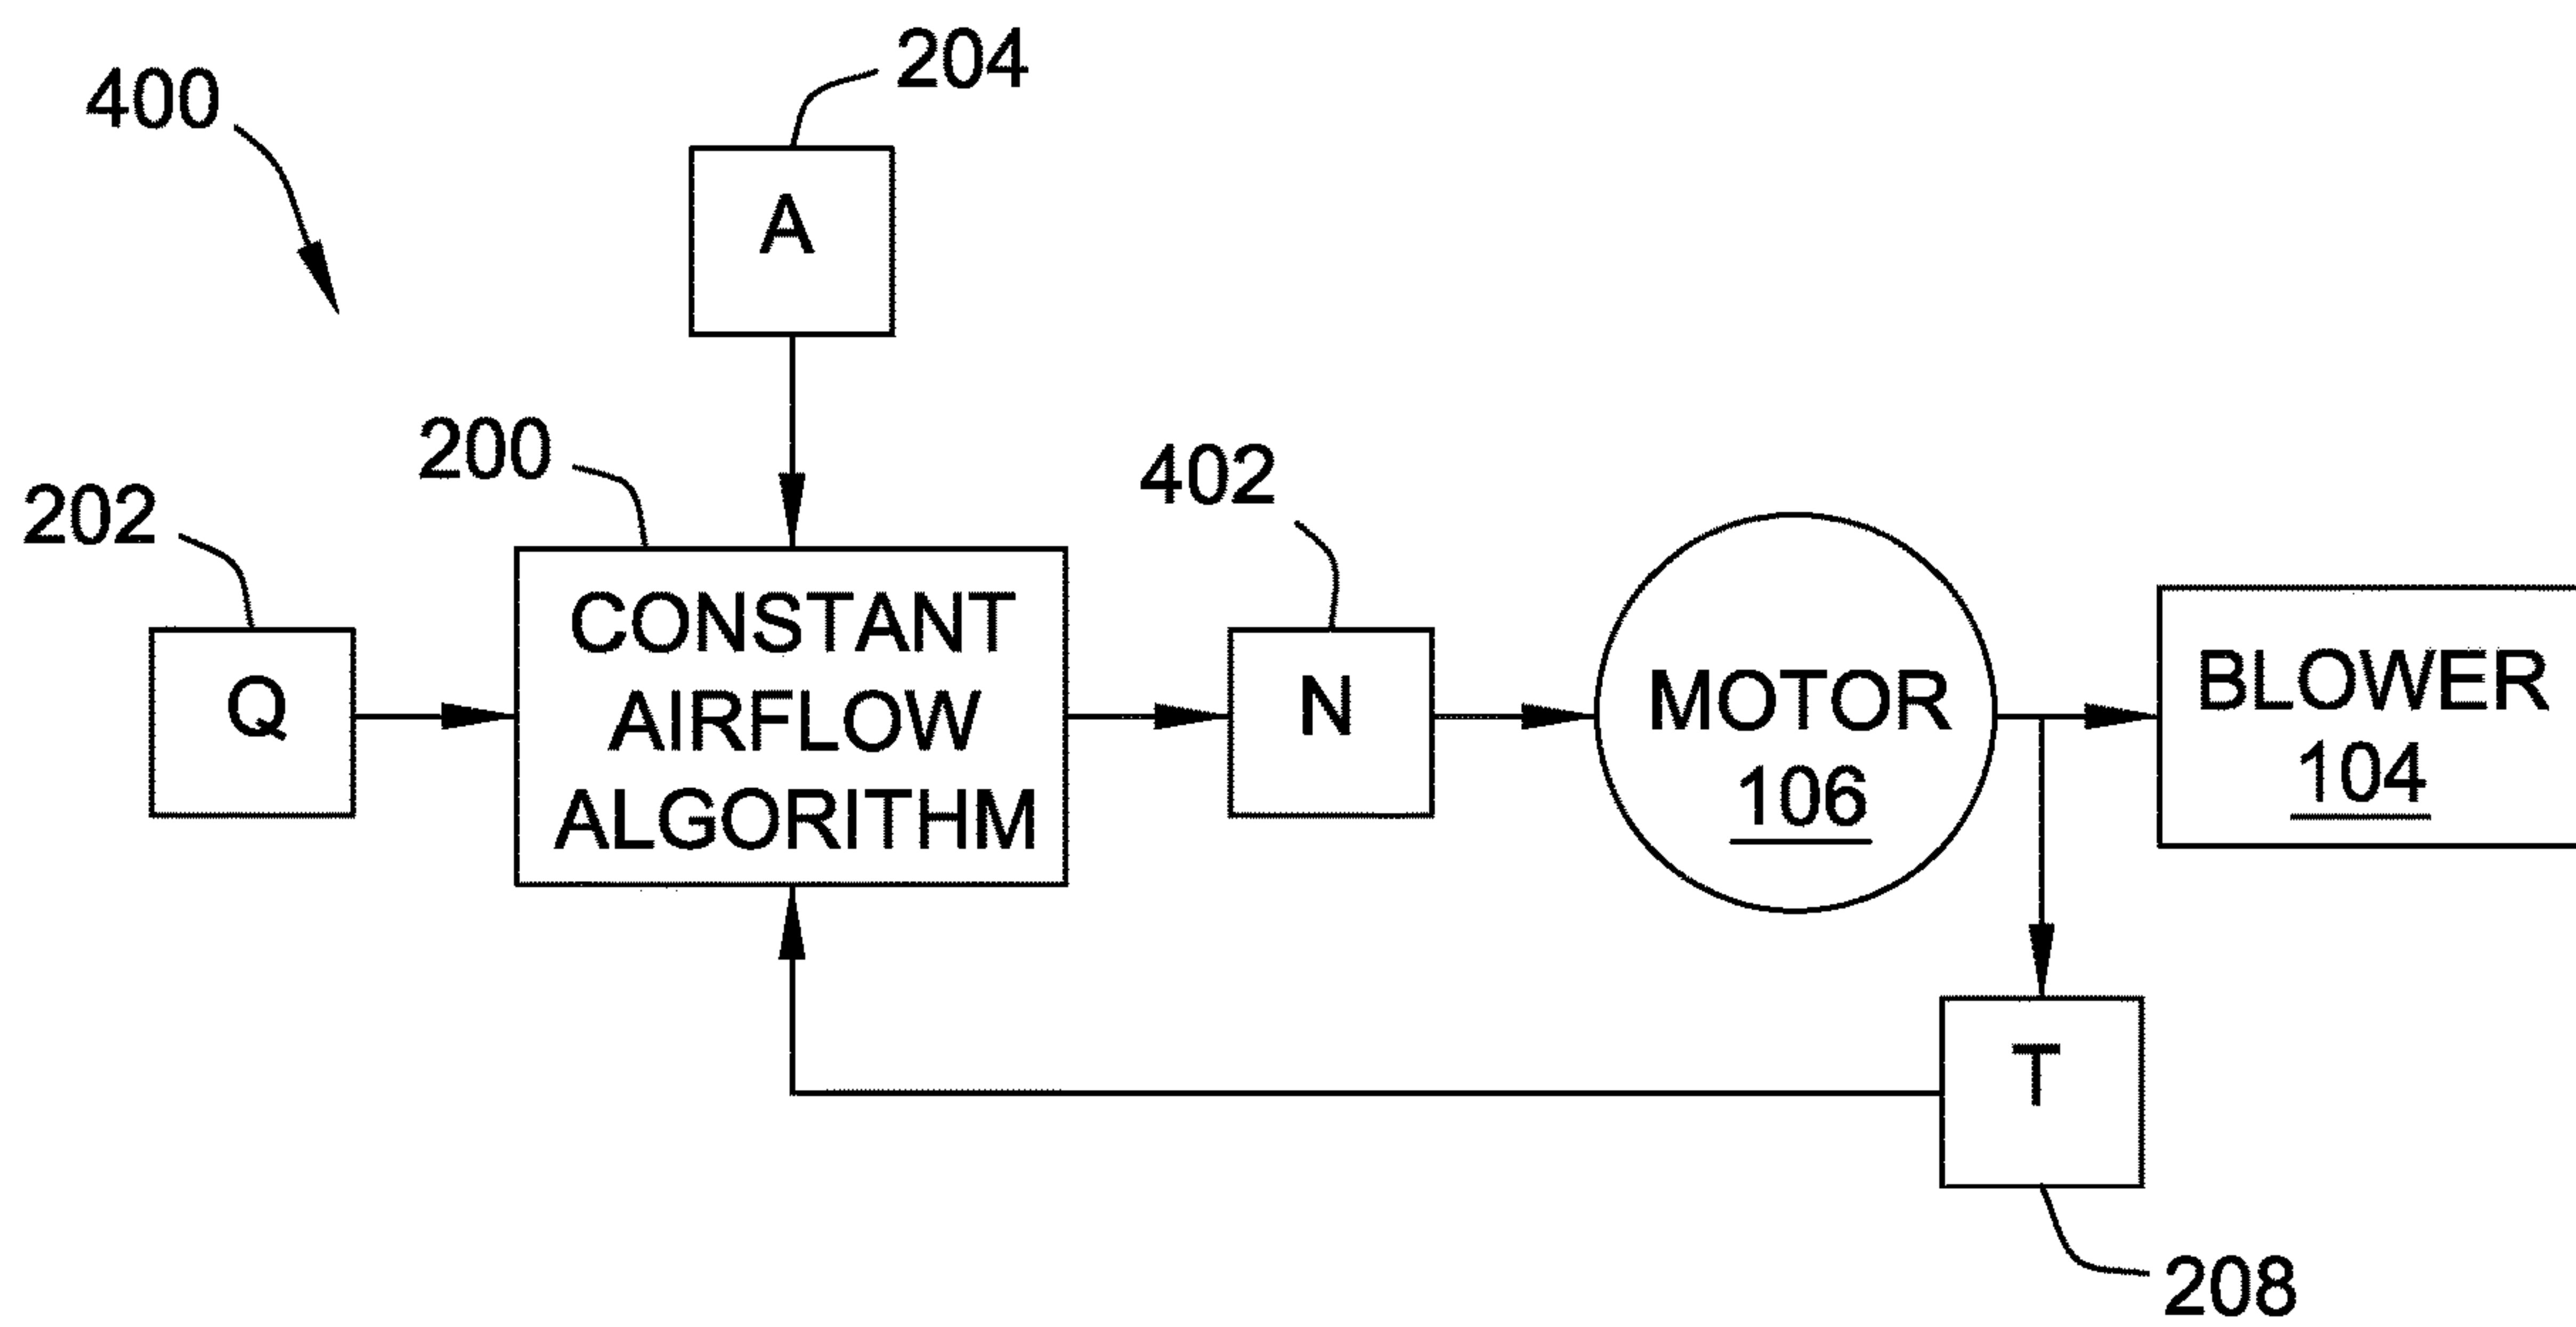 400
204
A
200
202
402
Q
CONSTANT
AIRFLOW
ALGORITHM
N
MOTOR
106
BLOWER
104
T
208